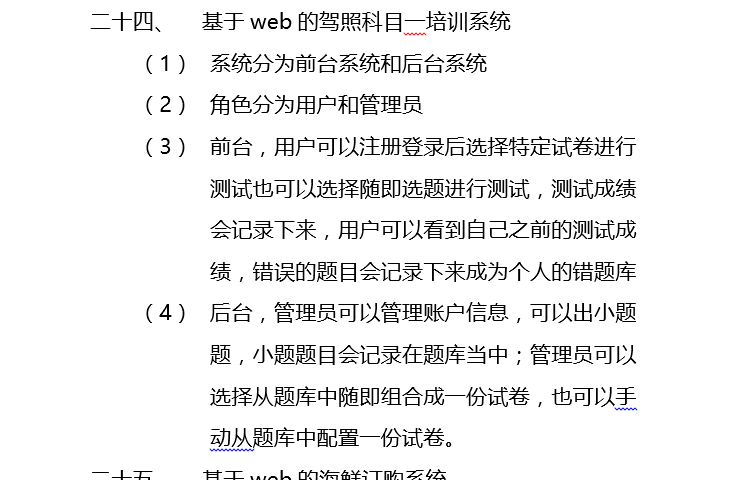 二十四、 基于 web 的驾照科目一培训系统
（1） 系统分为前台系统和后台系统
（2） 角色分为用户和管理员
（3） 前台，用户可以注册登录后选择特定试卷进行
测试也可以选择随即选题进行测试，测试成绩
会记录下来，用户可以看到自己之前的测试成
绩，错误的题目会记录下来成为个人的错题库
（4） 后台，管理员可以管理账户信息，可以出小题
题，小题题目会记录在题库当中；管理员可以
选择从题库中随即组合成一份试卷，也可以手
动从题库中配置一份试卷。
二十五、 基于 web 的海鲜订购系统